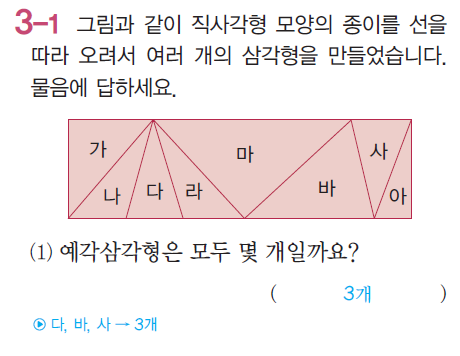 3-1 그림과 같이 직사각형 모양의 종이를 선을
따라 오려서 여러 개의 삼각형을 만들었습니다.
물음에 답하세요.
가 나 다 라 마 바 사 아
(1) 예각삼각형은 모두 몇 개일까요?
( 3개 )
다, 바, 사 → 3개